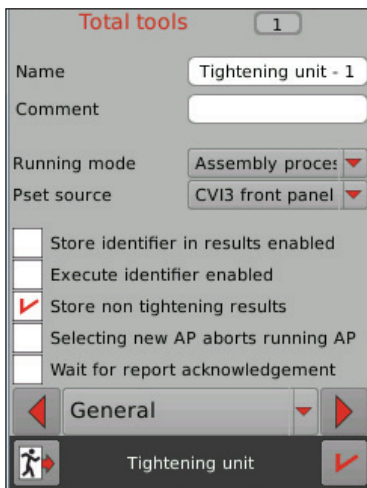 Total tools 1
Name Tightening unit - 1
Comment
Running mode Assembly proces
Pset source CVI3 front panel
Store identifier in results enabled
Execute identifier enabled
Store non tightening results
Selecting new AP aborts running AP
Wait for report acknowledgement
General
Tightening unit